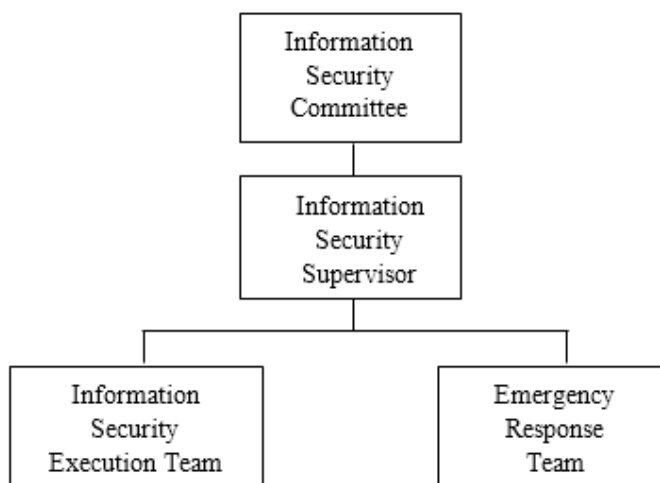 Information
Security
Committee
Information
Security
Supervisor
Information
Security
Execution Team
Emergency
Response
Team